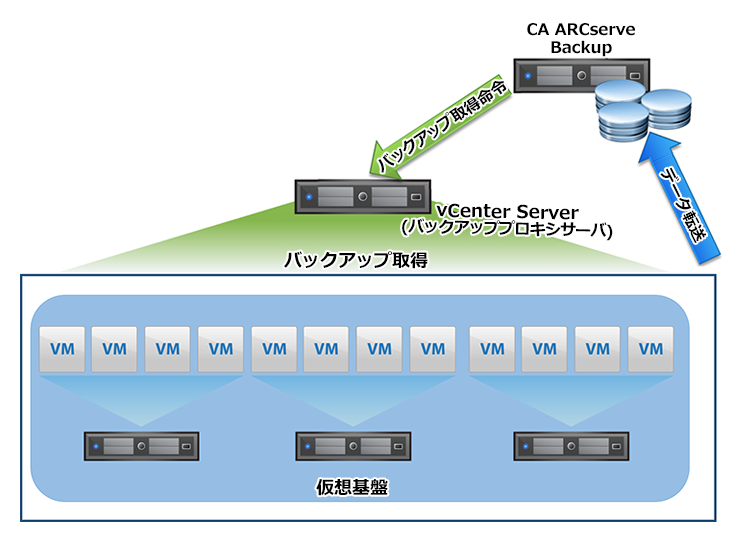 CA ARCserve
Backup
バックアップ取得命令
データ転送
vCenter Server
(バックアッププロキシサーバ)
バックアップ取得
VM VM VM VM VM VM VM VM VM VM VM VM
仮想基盤